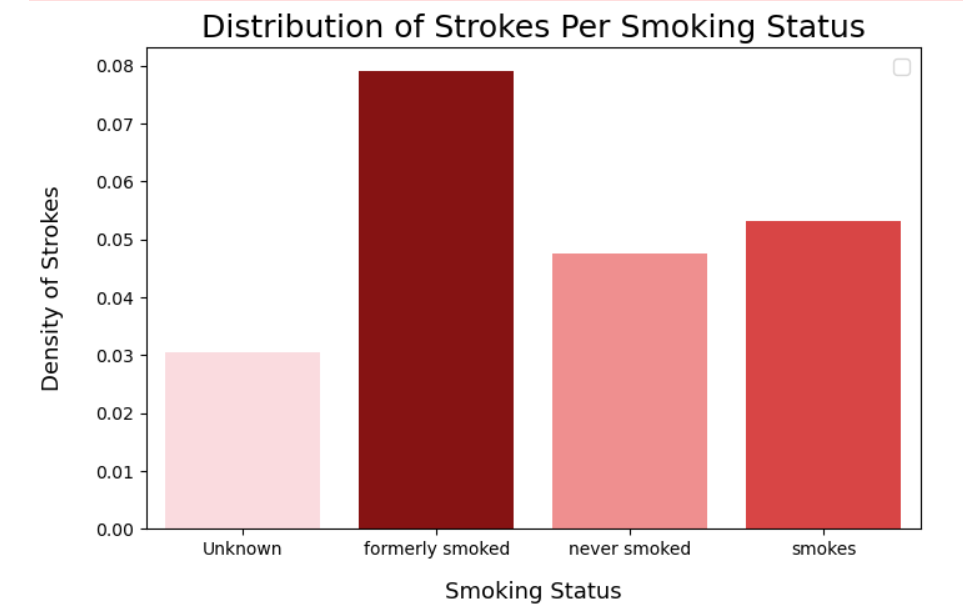 Distribution of Strokes Per Smoking Status
0.08
0.07
0.06
0.05
0.04
0.03
0.02
0.01
0.00
Density of Strokes
Unknown formerly smoked never smoked smokes
Smoking Status